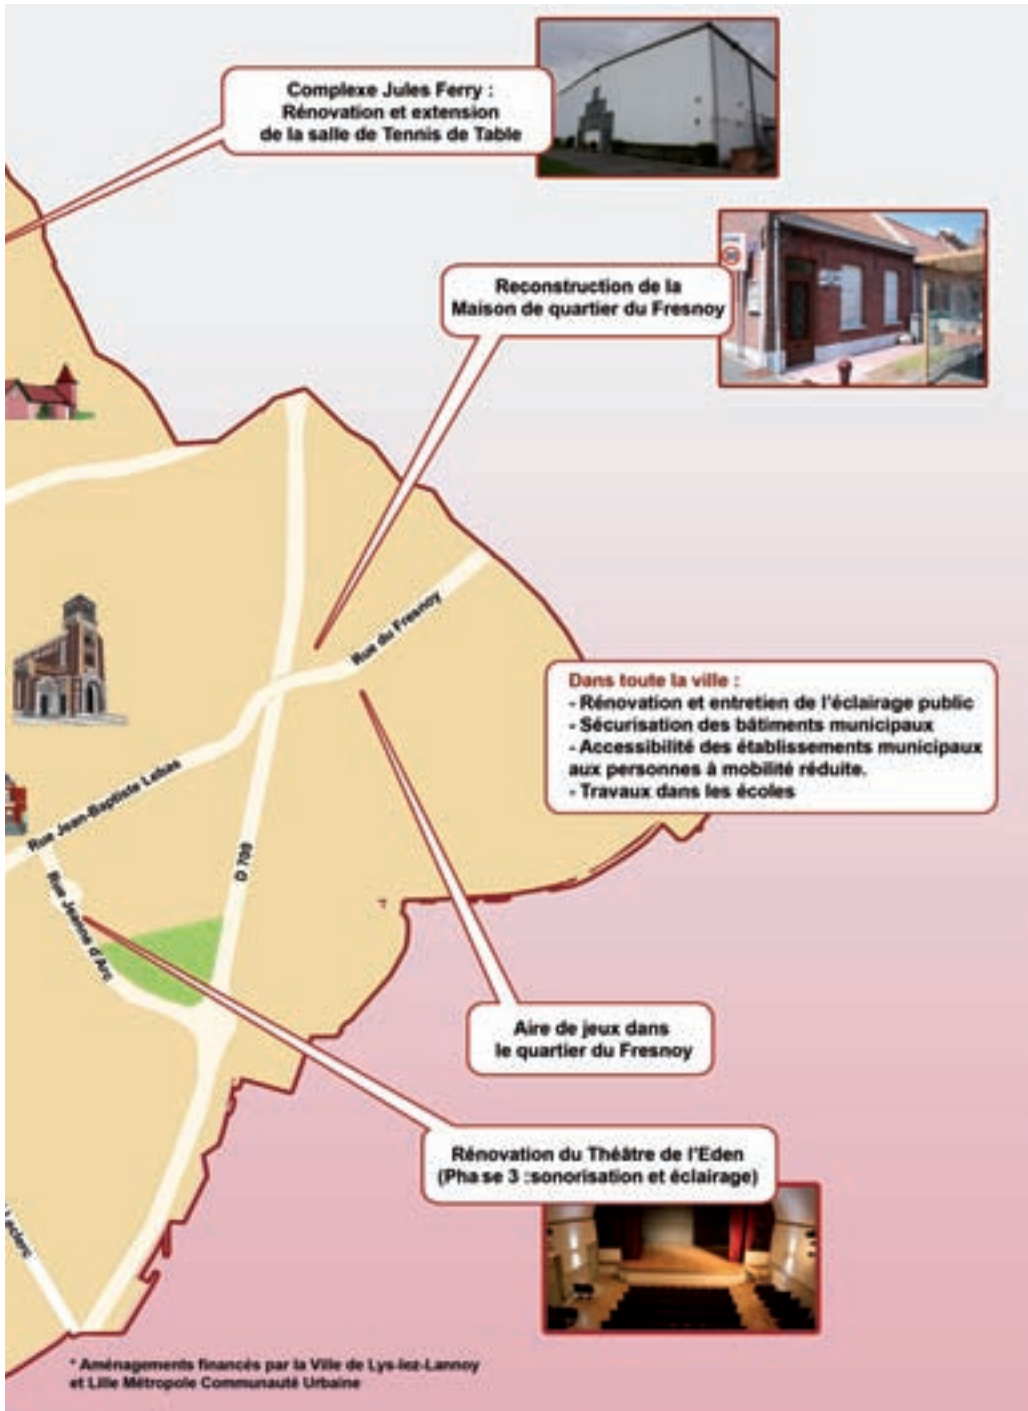 Complexe Jules Ferry :
Rénovation et extension
de la salle de Tennis de Table
Reconstruction de la
Maison de quartier du Fresnoy
Rue du Fresnoy
Dans toute la ville :
- Rénovation et entretien de l'éclairage public
- Sécurisation des bâtiments municipaux
- Accessibilité des établissements municipaux
aux personnes à mobilité réduite.
- Travaux dans les écoles
Rue Jean-Baptiste Lebas
D 700
Rue Jeanne d'Arc
Aire de jeux dans
le quartier du Fresnoy
Rénovation du Théâtre de l'Eden
(Pha se 3 :sonorisation et éclairage)
Leclerc
* Aménagements financés par la Ville de Lys-lez-Lannoy
et Lille Métropole Communauté Urbaine